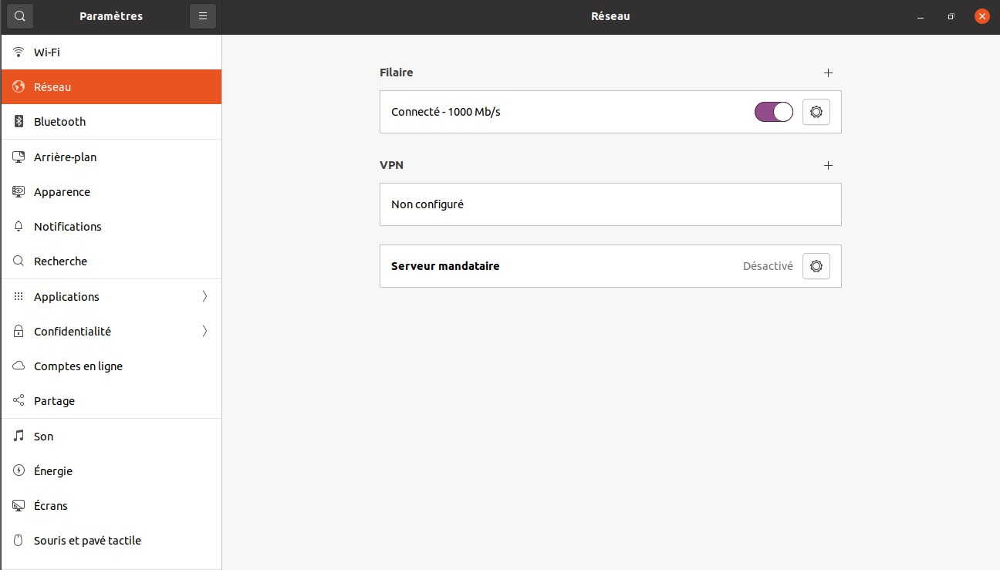 Paramètres
Réseau
Wi-Fi
Réseau
Bluetooth
Arrière-plan
Apparence
Notifications
Recherche
Applications
Confidentialité
Comptes en ligne
Partage
Son
Énergie
Écrans
Souris et pavé tactile
Filaire
Connecté - 1000 Mb/s
VPN
Non configuré
Serveur mandataire Désactivé